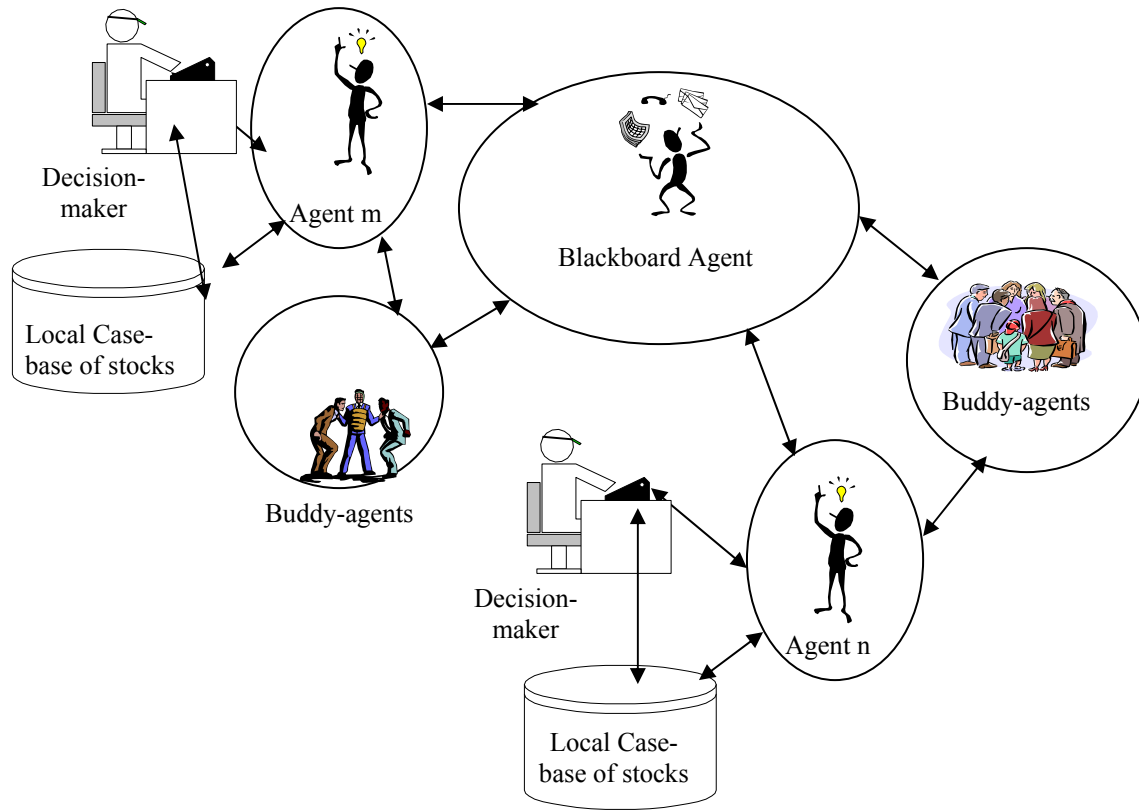 Decision-
maker
Agent m
Blackboard Agent
Local Case-
base of stocks
Buddy-agents
Buddy-agents
Decision-
maker
Agent n
Local Case-
base of stocks